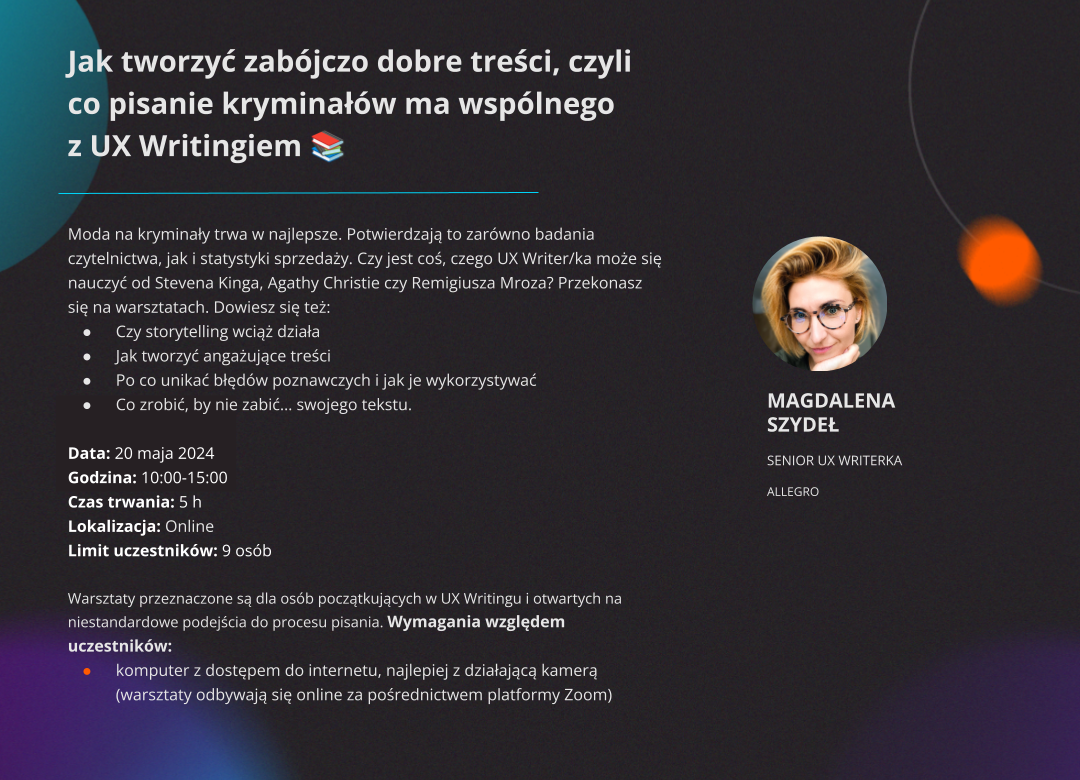 Jak tworzyć zabójczo dobre treści, czyli
co pisanie kryminałów ma wspólnego
z UX Writingiem 📚
Moda na kryminały trwa w najlepsze. Potwierdzają to zarówno badania
czytelnictwa, jak i statystyki sprzedaży. Czy jest coś, czego UX Writer/ka może się
nauczyć od Stevena Kinga, Agathy Christie czy Remigiusza Mroza? Przekonasz
się na warsztatach. Dowiesz się też:
● Czy storytelling wciąż działa
● Jak tworzyć angażujące treści
● Po co unikać błędów poznawczych i jak je wykorzystywać
● Co zrobić, by nie zabić... swojego tekstu.
Data: 20 maja 2024
Godzina: 10:00-15:00
Czas trwania: 5 h
Lokalizacja: Online
Limit uczestników: 9 osób
Warsztaty przeznaczone są dla osób początkujących w UX Writingu i otwartych na
niestandardowe podejścia do procesu pisania. Wymagania względem
uczestników:
● komputer z dostępem do internetu, najlepiej z działającą kamerą
(warsztaty odbywają się online za pośrednictwem platformy Zoom)
MAGDALENA
SZYDEŁ
SENIOR UX WRITERKA
ALLEGRO